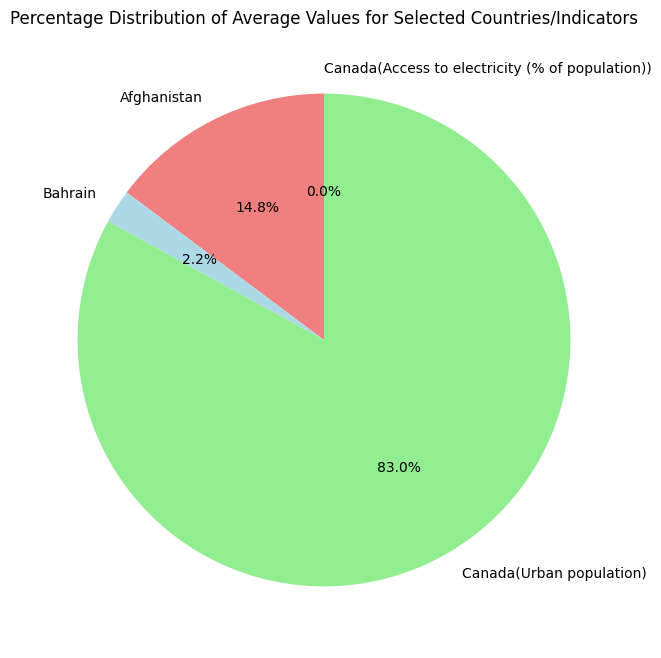 Percentage Distribution of Average Values for Selected Countries/Indicators
Canada(Access to electricity (% of population))
Afghanistan
Bahrain
0.0%
14.8%
2.2%
83.0%
Canada(Urban population)